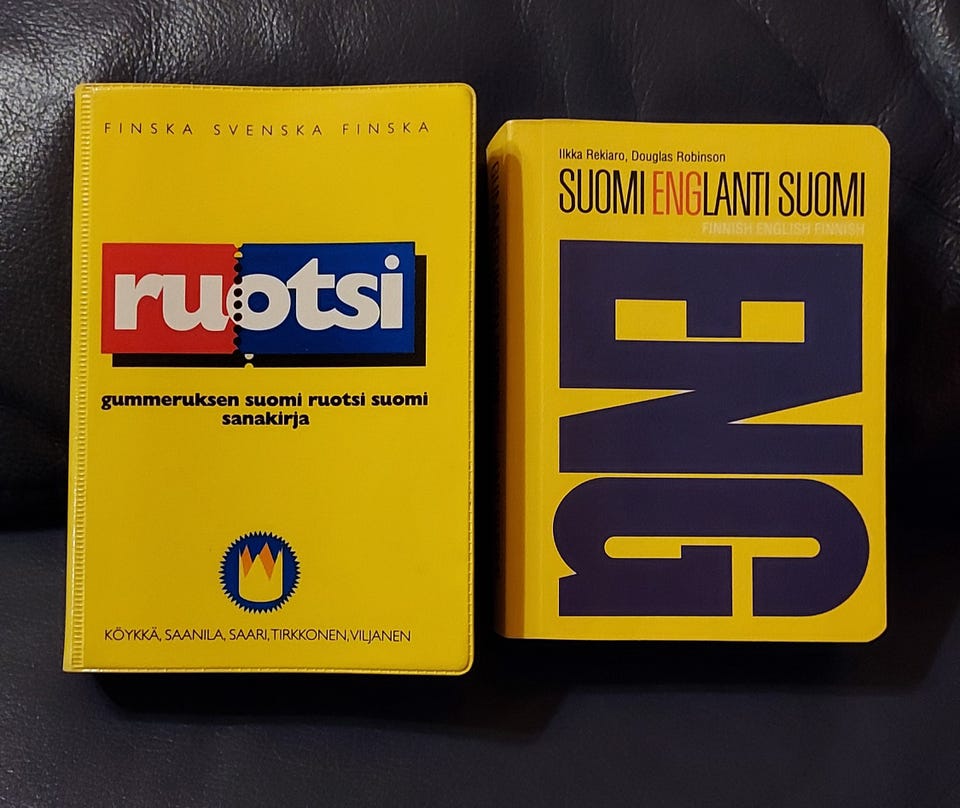 FINSKA SVENSKA FINSKA
ruotsi
gummeruksen suomi ruotsi suomi
sanakirja
KÖYKKÄ, SAANILA, SAARI, TIRKKONEN, VILJANEN
Ilkka Rekiaro, Douglas Robinson
SUOMI ENGLANTI SUOMI
FINNISH ENGLISH FINNISH
ENG